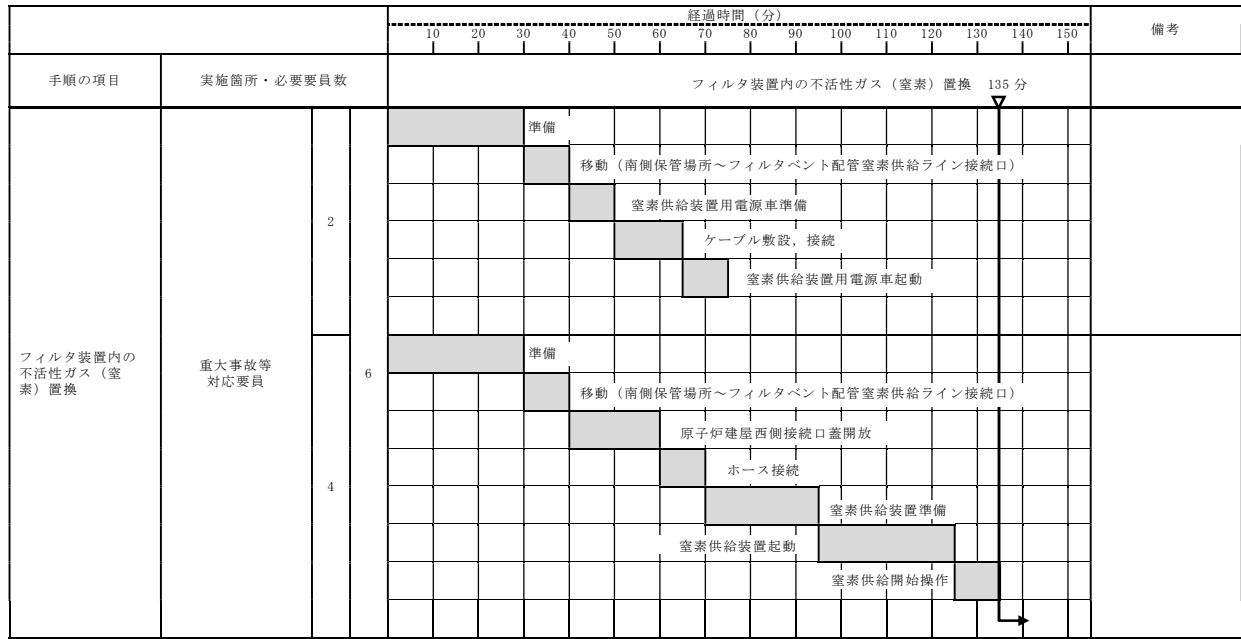 経過時間（分）
備考
10 20 30 40 50 60 70 80 90 100 110 120 130 140 150
手順の項目
実施箇所・必要要員数
フィルタ装置内の不活性ガス（窒素）置換 135 分
フィルタ装置内の
不活性ガス（窒
素）置換
重大事故等
対応要員
6
2
準備
移動（南側保管場所～フィルタベント配管窒素供給ライン接続口）
窒素供給装置用電源車準備
ケーブル敷設，接続
窒素供給装置用電源車起動
4
準備
移動（南側保管場所～フィルタベント配管窒素供給ライン接続口）
原子炉建屋西側接続口蓋開放
ホース接続
窒素供給装置準備
窒素供給装置起動
窒素供給開始操作